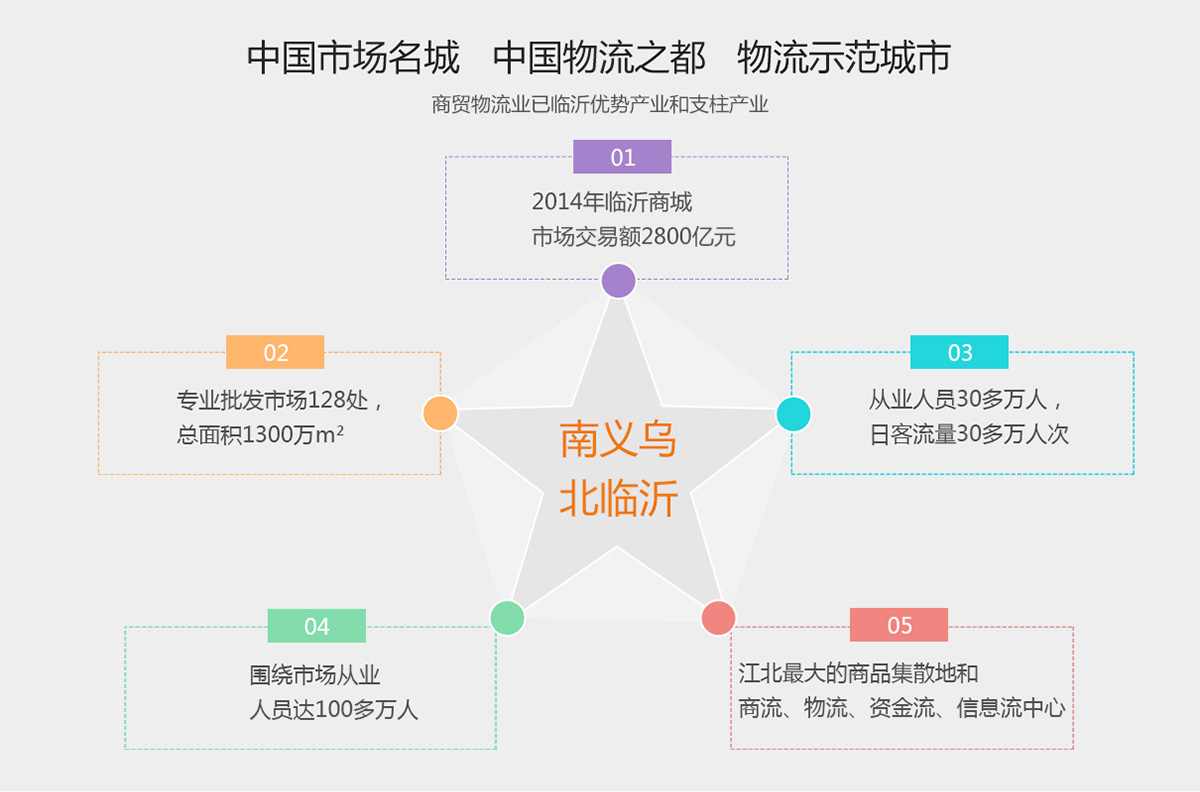 中国市场名城 中国物流之都 物流示范城市
商贸物流业已临沂优势产业和支柱产业
01
2014年临沂商城
市场交易额2800亿元
02
专业批发市场128处，
总面积1300万m²
03
从业人员30多万人，
日客流量30多万人次
南义乌
北临沂
04
围绕市场从业
人员达100多万人
05
江北最大的商品集散地和
商流、物流、资金流、信息流中心